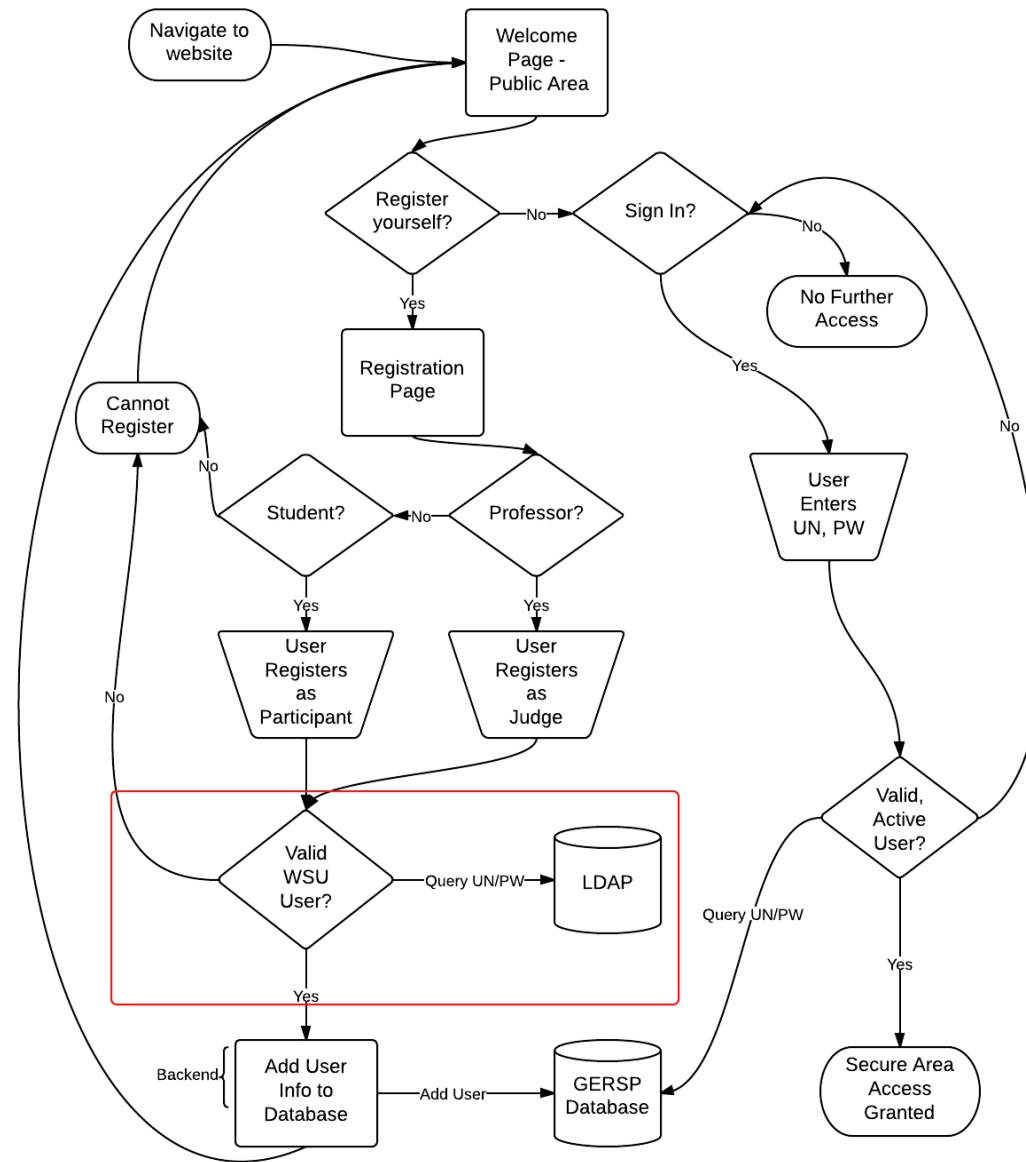 Navigate to
website
Welcome
Page -
Public Area
Register
yourself?
No
Sign In?
No
No Further
Access
Yes
Yes
Registration
Page
Cannot
Register
No
No
Student?
No
Professor?
User
Enters
UN, PW
Yes
Yes
User
Registers
as
Participant
User
Registers
as
Judge
No
Valid
WSU
User?
Query UN/PW
LDAP
Valid,
Active
User?
Query UN/PW
Yes
Yes
Backend
Add User
Info to
Database
Add User
GERSP
Database
Secure Area
Access
Granted